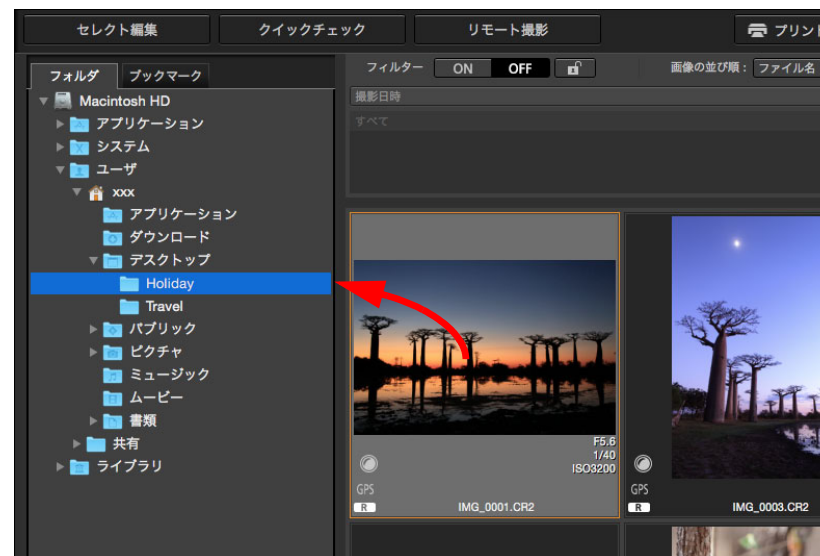 セレクト編集 クイックチェック リモート撮影 プリント
フォルダ ブックマーク フィルター ON OFF 画像の並び順: ファイル名
Macintosh HD
撮影日時
アプリケーション
すべて
システム
ユーザ
xxx
アプリケーション
ダウンロード
デスクトップ
Holiday
Travel
パブリック
ピクチャ
ミュージック
ムービー
書類
共有
ライブラリ
F5.6
1/40
ISO3200
GPS
R IMG_0001.CR2
GPS
R IMG_0003.CR2